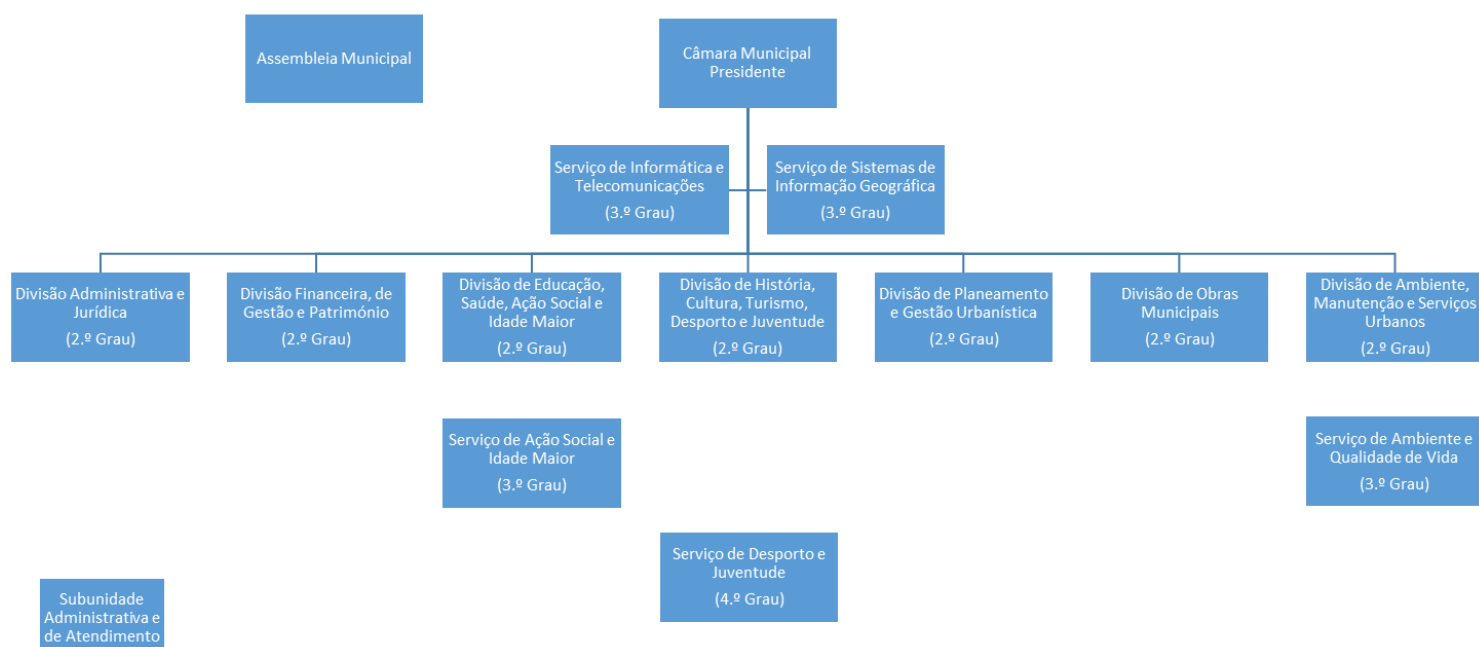 Assembleia Municipal
Câmara Municipal
Presidente
Serviço de Informática e
Telecomunicações
(3.º Grau)
Serviço de Sistemas de
Informação Geográfica
(3.º Grau)
Divisão Administrativa e
Jurídica
(2.º Grau)
Divisão Financeira, de
Gestão e Património
(2.º Grau)
Divisão de Educação,
Saúde, Ação Social e
Idade Maior
(2.º Grau)
Divisão de História,
Cultura, Turismo,
Desporto e Juventude
(2.º Grau)
Divisão de Planeamento
e Gestão Urbanística
(2.º Grau)
Divisão de Obras
Municipais
(2.º Grau)
Divisão de Ambiente,
Manutenção e Serviços
Urbanos
(2.º Grau)
Serviço de Ação Social e
Idade Maior
(3.º Grau)
Serviço de Ambiente e
Qualidade de Vida
(3.º Grau)
Serviço de Desporto e
Juventude
(4.º Grau)
Subunidade
Administrativa e
de Atendimento